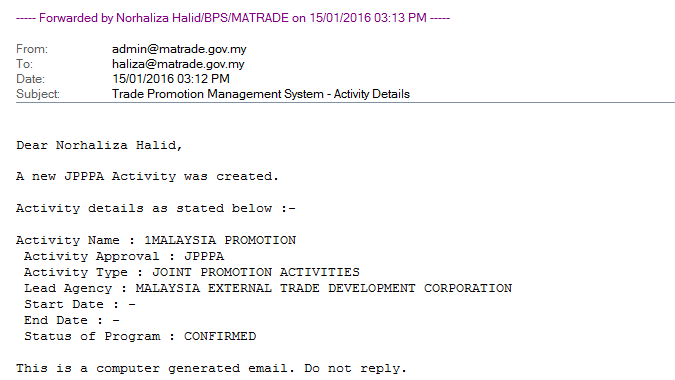 ----- Forwarded by Norhaliza Halid/BPS/MATRADE on 15/01/2016 03:13 PM -----
From: admin@matrade.gov.my
To: haliza@matrade.gov.my
Date: 15/01/2016 03:12 PM
Subject: Trade Promotion Management System - Activity Details
Dear Norhaliza Halid,
A new JPPPA Activity was created.
Activity details as stated below :-
Activity Name : 1MALAYSIA PROMOTION
Activity Approval : JPPPA
Activity Type : JOINT PROMOTION ACTIVITIES
Lead Agency : MALAYSIA EXTERNAL TRADE DEVELOPMENT CORPORATION
Start Date : -
End Date : -
Status of Program : CONFIRMED
This is a computer generated email. Do not reply.